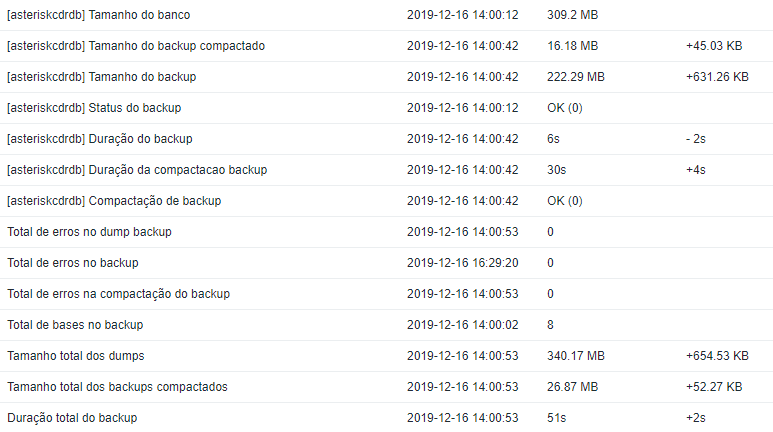 [asteriskcdrdb] Tamanho do banco 2019-12-16 14:00:12 309.2 MB
[asteriskcdrdb] Tamanho do backup compactado 2019-12-16 14:00:42 16.18 MB +45.03 KB
[asteriskcdrdb] Tamanho do backup 2019-12-16 14:00:42 222.29 MB +631.26 KB
[asteriskcdrdb] Status do backup 2019-12-16 14:00:12 OK (0)
[asteriskcdrdb] Duração do backup 2019-12-16 14:00:42 6s - 2s
[asteriskcdrdb] Duração da compactacao backup 2019-12-16 14:00:42 30s +4s
[asteriskcdrdb] Compactação de backup 2019-12-16 14:00:42 OK (0)
Total de erros no dump backup 2019-12-16 14:00:53 0
Total de erros no backup 2019-12-16 16:29:20 0
Total de erros na compactação do backup 2019-12-16 14:00:53 0
Total de bases no backup 2019-12-16 14:00:02 8
Tamanho total dos dumps 2019-12-16 14:00:53 340.17 MB +654.53 KB
Tamanho total dos backups compactados 2019-12-16 14:00:53 26.87 MB +52.27 KB
Duração total do backup 2019-12-16 14:00:53 51s +2s